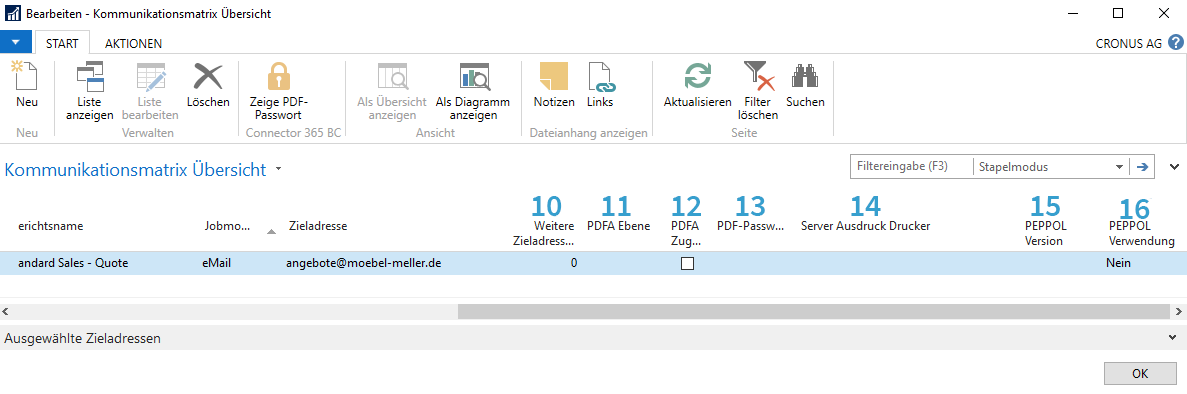 Bearbeiten - Kommunikationsmatrix Übersicht
START AKTIONEN CRONUS AG ?
Neu
Liste anzeigen
Liste bearbeiten
Löschen
Zeige PDF-Passwort
Als Übersicht anzeigen
Als Diagramm anzeigen
Notizen
Links
Aktualisieren
Filter löschen
Suchen
Neu Verwalten Connector 365 BC Ansicht Dateianhang anzeigen Seite
Kommunikationsmatrix Übersicht
Filtereingabe (F3) Stapelmodus
10 11 12 13 14 15 16
erichtsname Jobmo... Zieladresse Weitere Zieladress... PDFA Ebene PDFA Zug... PDF-Passw... Server Ausdruck Drucker PEPPOL Version PEPPOL Verwendung
andard Sales - Quote eMail angebote@moebel-meller.de 0 Nein
Ausgewählte Zieladressen
OK